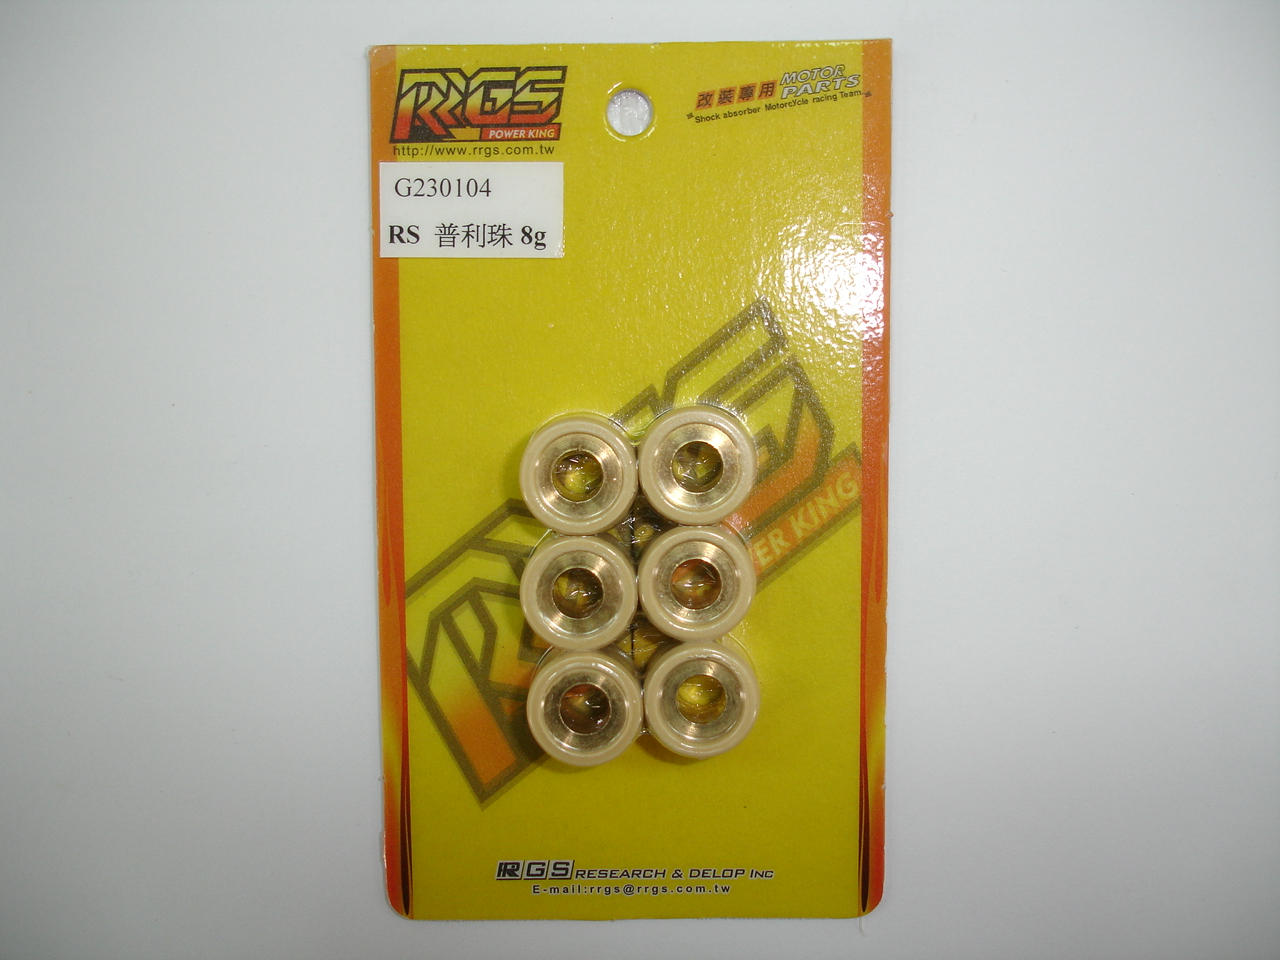 RRGS
POWER KING
http://www.rrgs.com.tw
改裝專用 MOTOR PARTS
Shock absorber MotorcYcle racing Team
G230104
RS 普利珠 8g
POWER KING
RRGS RESEARCH & DELOP INC
E-mail:rrgs@rrgs.com.tw